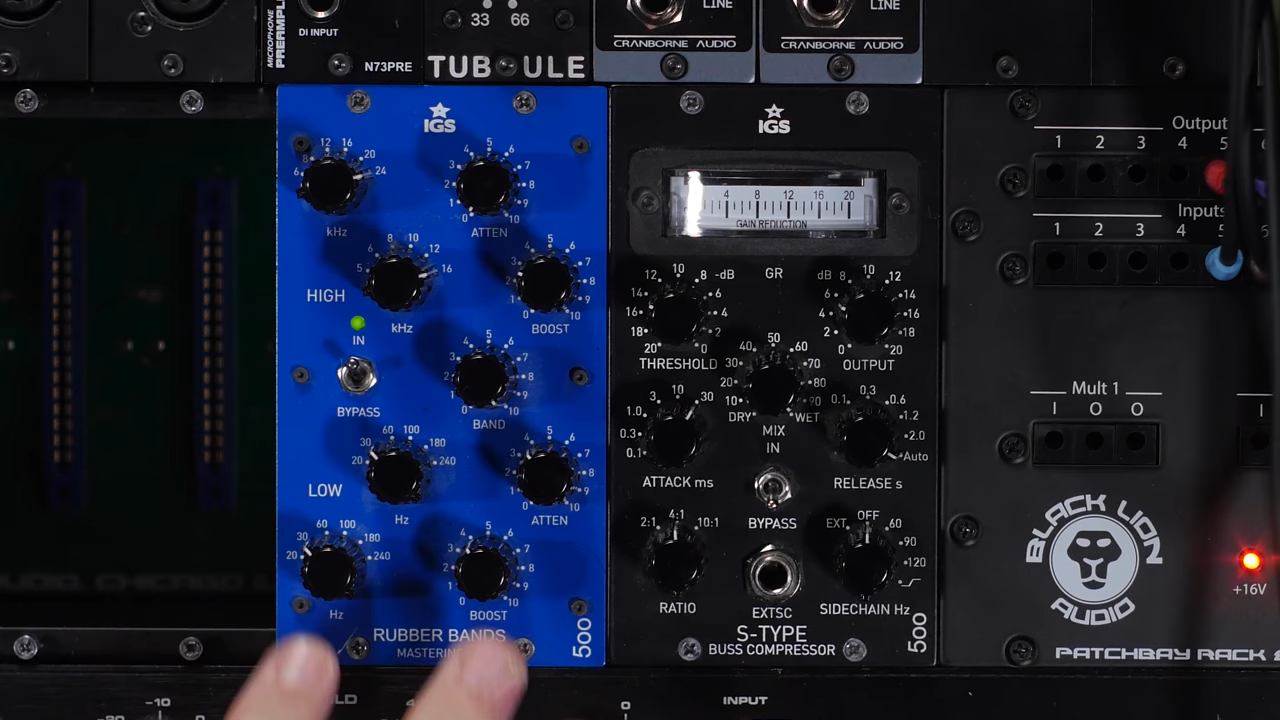 LINE
LINE
33 66
DI INPUT
MICROPHONE
CRANBORNE AUDIO
CRANBORNE AUDIO
N73PRE
IGS
IGS
Output
1 2 3 4 5
Inputs
1 2 3 4 5
6 8 12 16 20 24
kHz
0 1 2 3 4 5 6 7 8 9 10
ATTEN
4 8 12 16 20
GAIN REDUCTION
5 6 8 10 12 16
kHz
HIGH
0 1 2 3 4 5 6 7 8 9 10
BOOST
IN
BYPASS
0 1 2 3 4 5 6 7 8 9 10
BAND
20 30 60 100 180 240
Hz
LOW
0 1 2 3 4 5 6 7 8 9 10
ATTEN
20 30 60 100 180 240
Hz
0 1 2 3 4 5 6 7 8 9 10
BOOST
RUBBER BANDS
500
GR
20 18 16 14 12 10 8 6 4 2 0 -dB
THRESHOLD
dB 0 2 4 6 8 10 12 14 16 18 20
OUTPUT
DRY 10 20 30 40 50 60 70 80 90 WET
MIX
IN
BYPASS
0.1 0.3 1.0 3 10 30
ATTACK ms
0.1 0.3 0.6 1.2 2.0 Auto
RELEASE s
2:1 4:1 10:1
RATIO
EXTSC
EXT. OFF 60 90 120
SIDECHAIN Hz
S-TYPE
BUSS COMPRESSOR
500
Mult 1
I O O
I
BLACK LION
AUDIO
+16V
PATCHBAY RACK
-10
0
INPUT